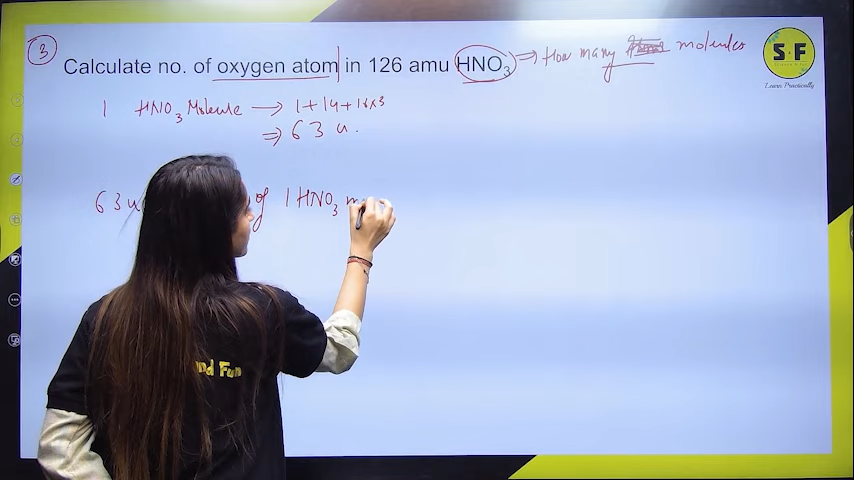 3
Calculate no. of oxygen atom in 126 amu HNO3 ⇒ How many molecules
1 HNO3 Molecule → 1+14+16×3
⇒ 63 u.
63u of 1 HNO3 m
S+F
Learn Practically
nd Fun